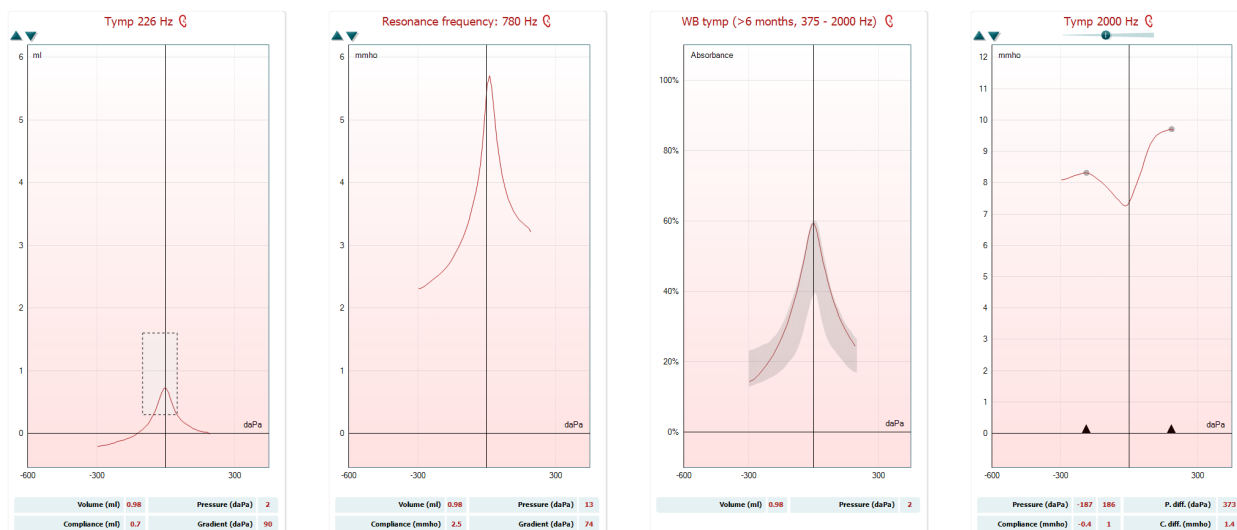 Tymp 226 Hz
ml
6
5
4
3
2
1
0
daPa
-600
-300
300
Volume (ml) 0.98 Pressure (daPa) 2
Compliance (ml) 0.7 Gradient (daPa) 90
Resonance frequency: 780 Hz
mmho
6
5
4
3
2
1
0
daPa
-600
-300
300
Volume (ml) 0.98 Pressure (daPa) 13
Compliance (mmho) 2.5 Gradient (daPa) 74
WB tymp (>6 months, 375 - 2000 Hz)
Absorbance
100%
80%
60%
40%
20%
0%
daPa
-600
-300
300
Volume (ml) 0.98 Pressure (daPa) 2
Tymp 2000 Hz
mmho
12
11
10
9
8
7
6
5
4
3
2
1
0
daPa
-600
-300
300
Pressure (daPa) -187 186 P. diff. (daPa) 373
Compliance (mmho) -0.4 1 C. diff. (mmho) 1.4